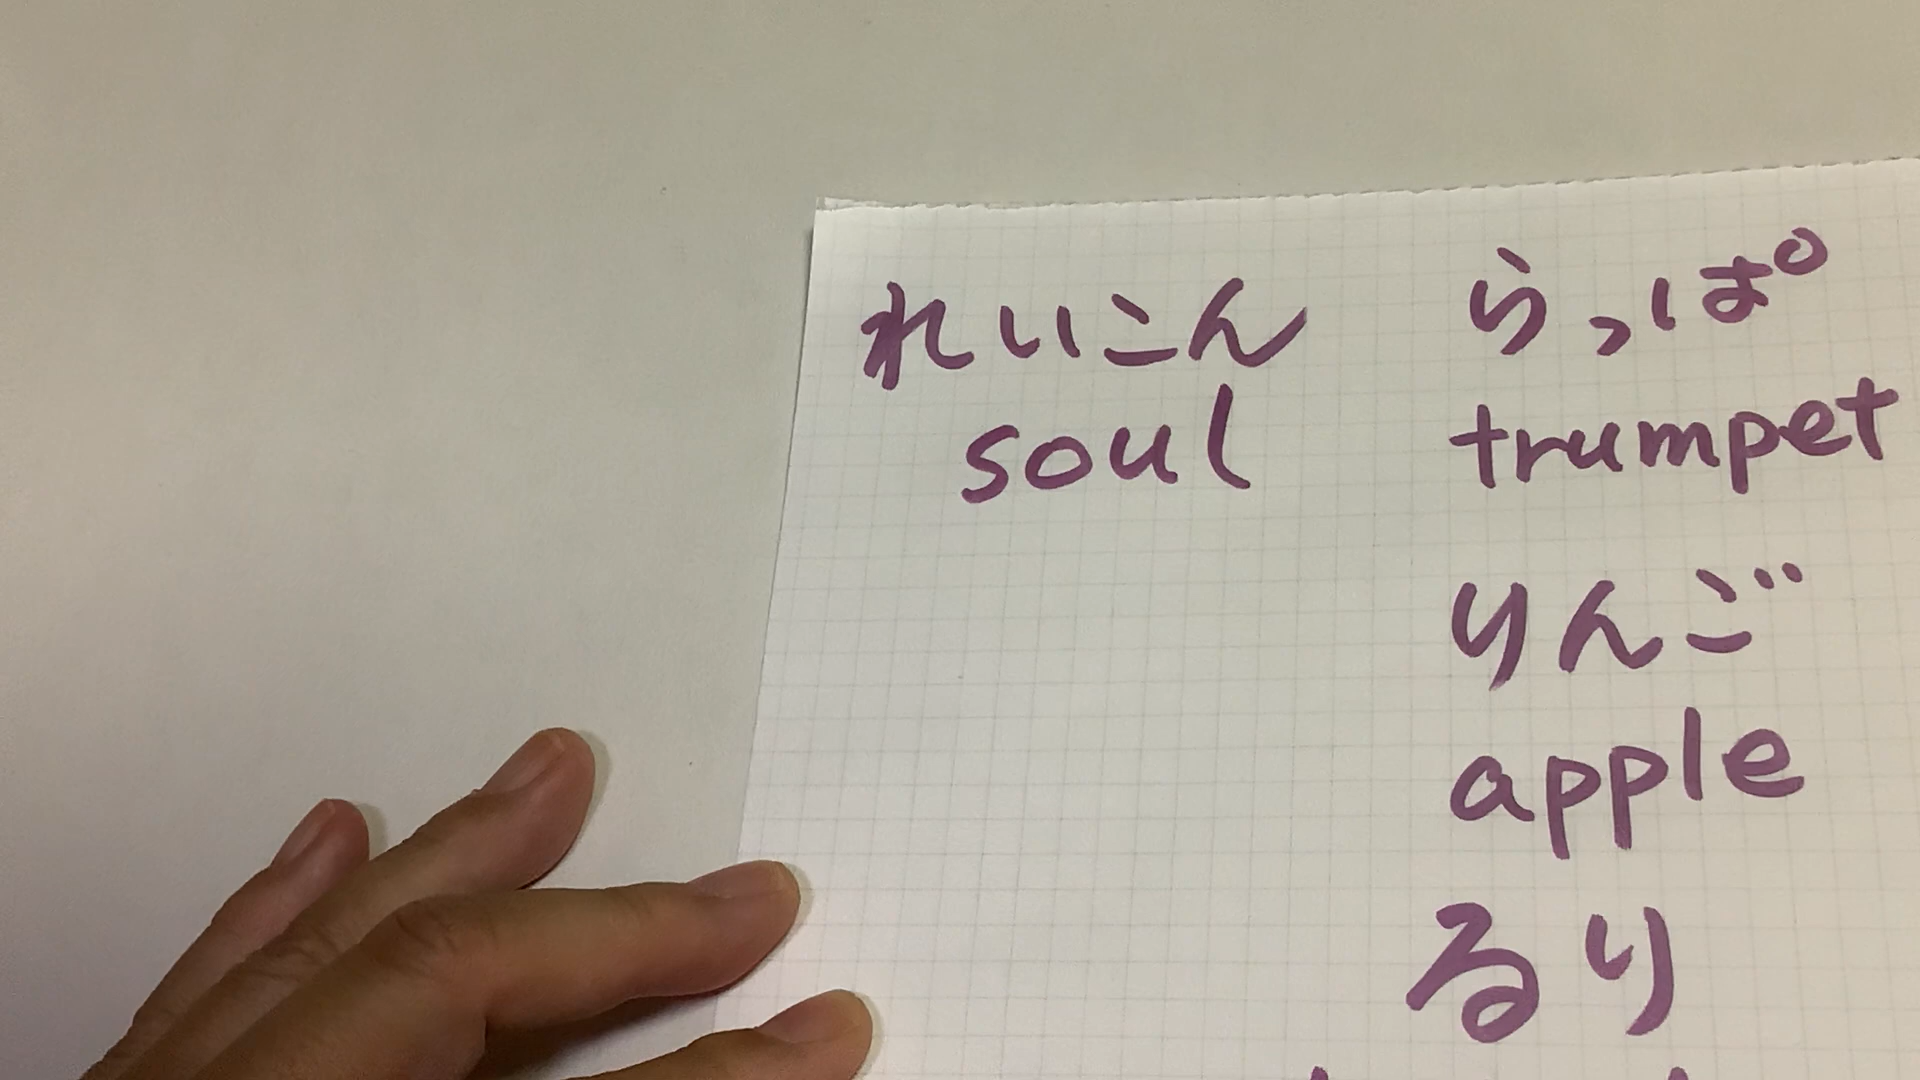 れいこん
soul
らっぱ
trumpet
りんご
apple
るり